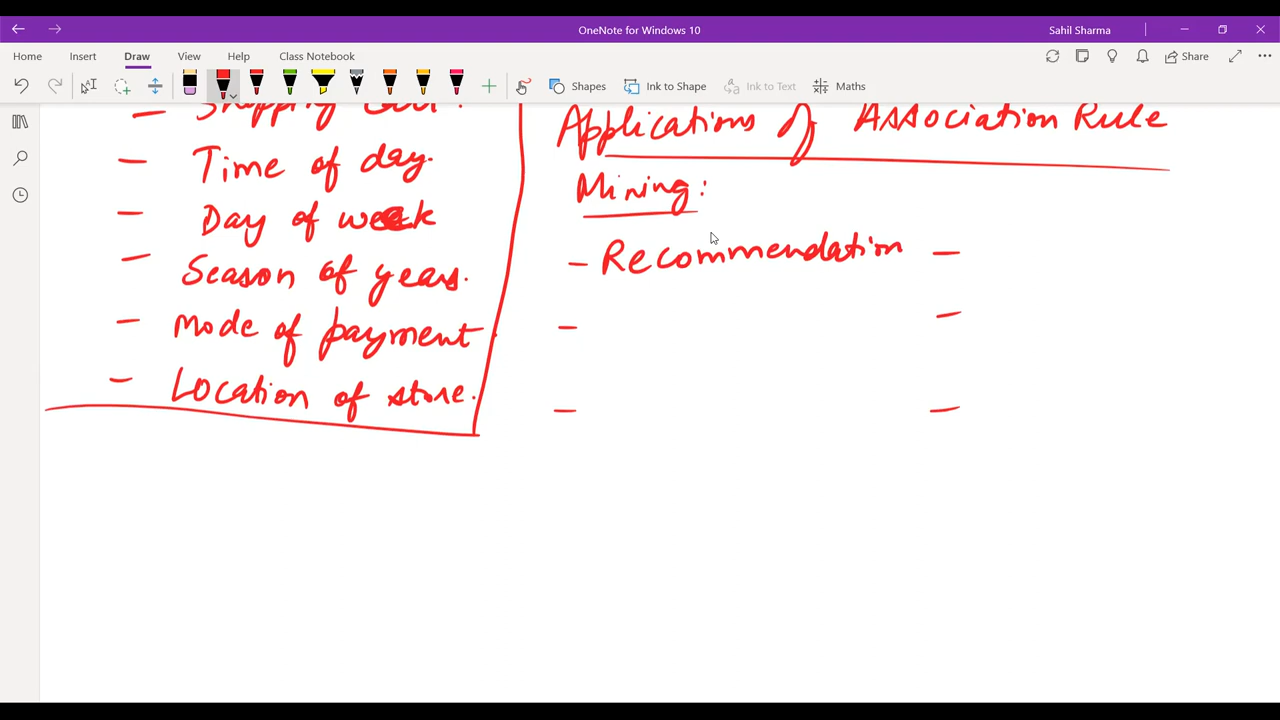 OneNote for Windows 10
Sahil Sharma
Home Insert Draw View Help Class Notebook
Share
Shapes Ink to Shape Ink to Text Maths
- Shopping
- Time of day.
- Day of week
- Season of years.
- Mode of payment.
- Location of store.
Applications of Association Rule
Mining:
- Recommendation -
- -
- -